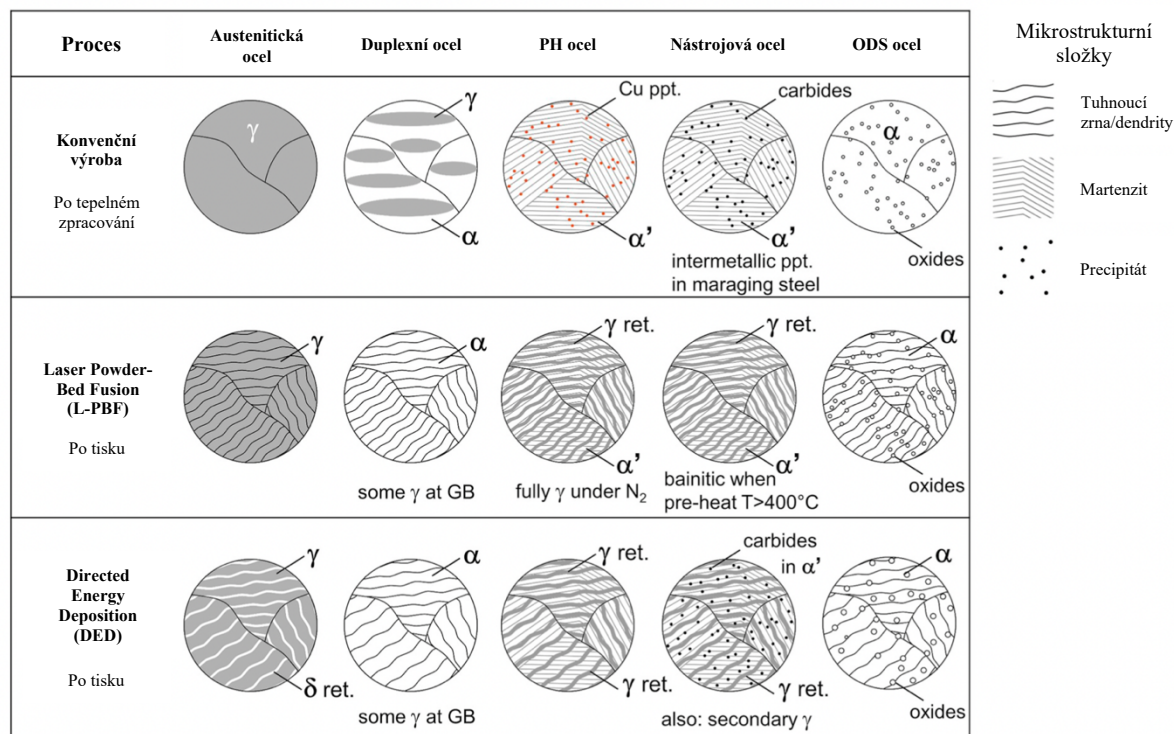 Proces
Austenitická
ocel
Duplexní ocel
PH ocel
Nástrojová ocel
ODS ocel
Mikrostrukturní
složky
Tuhnoucí
zrna/dendrity
Martenzit
Precipitát
Konvenční
výroba
Po tepelném
zpracování
γ
γ
α
Cu ppt.
α’
carbides
α’
intermetallic ppt.
in maraging steel
α
oxides
Laser Powder-
Bed Fusion
(L-PBF)
Po tisku
γ
α
some γ at GB
γ ret.
α’
fully γ under N₂
γ ret.
α’
bainitic when
pre-heat T>400°C
α
oxides
Directed
Energy
Deposition
(DED)
Po tisku
γ
δ ret.
α
some γ at GB
γ ret.
γ ret.
carbides
in α’
γ ret.
also: secondary γ
α
oxides